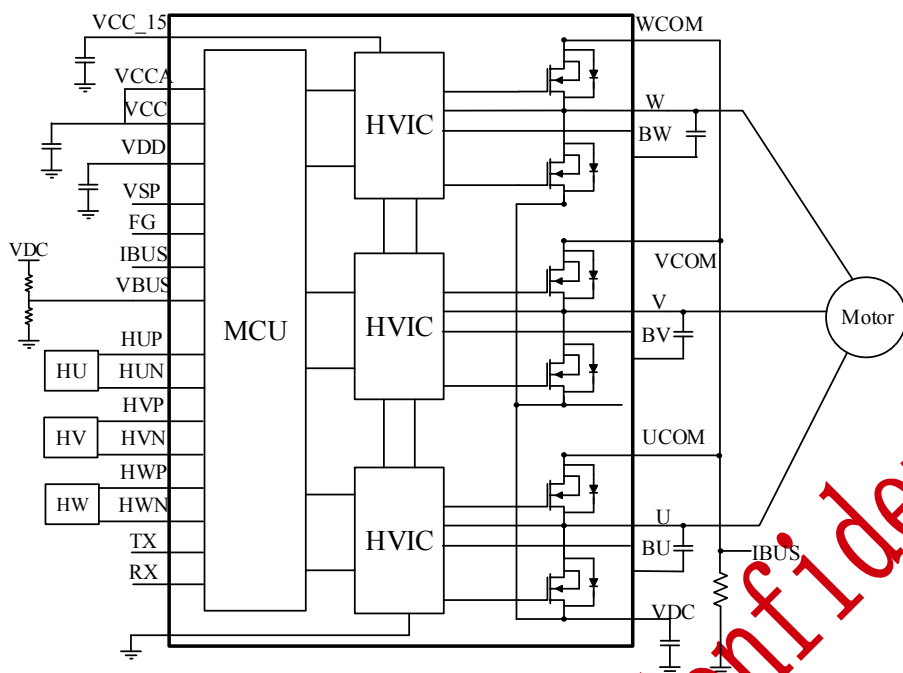 VCC_15
VCCA
VCC
VDD
VSP
FG
IBUS
VDC
VBUS
HUP
HU
HUN
HVP
HV
HVN
HWP
HW
HWN
TX
RX
MCU
HVIC
HVIC
HVIC
WCOM
W
BW
VCOM
V
BV
UCOM
U
BU
IBUS
VDC
Motor